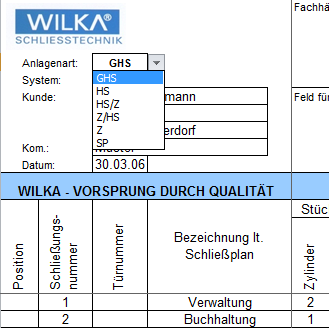 WILKA®
SCHLIESSTECHNIK
Fachhä
Anlagenart: GHS
System:
GHS
HS
HS/Z
Z/HS
Z
SP
Kunde: mann
Feld für
erdorf
Kom.:
Datum: 30.03.06
WILKA - VORSPRUNG DURCH QUALITÄT
Position
Schließungs-
nummer
Türnummer
Bezeichnung lt.
Schließplan
Stüc
Zylinder
1 Verwaltung 2
2 Buchhaltung 1